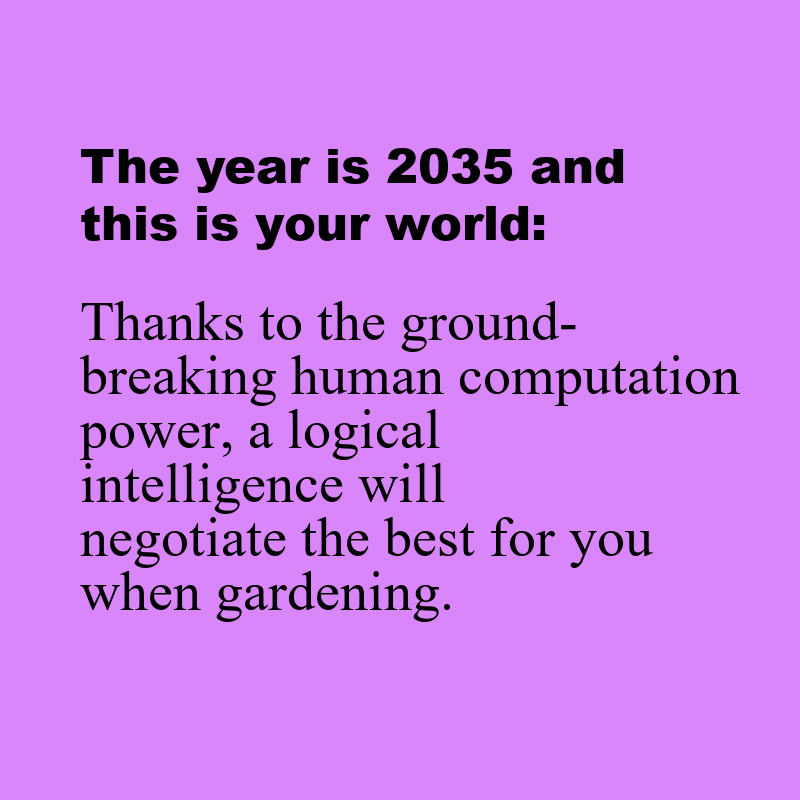 The year is 2035 and
this is your world:
Thanks to the ground-
breaking human computation
power, a logical
intelligence will
negotiate the best for you
when gardening.